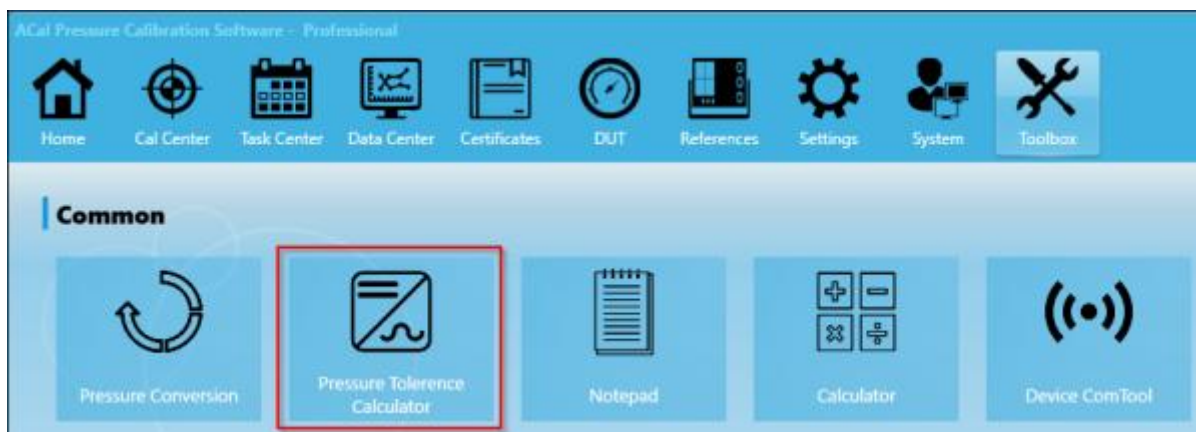 ACal Pressure Calibration Software - Professional
Home Cal Center Task Center Data Center Certificates DUT References Settings System Toolbox
Common
Pressure Conversion
Pressure Tolerence
Calculator
Notepad
Calculator
Device ComTool